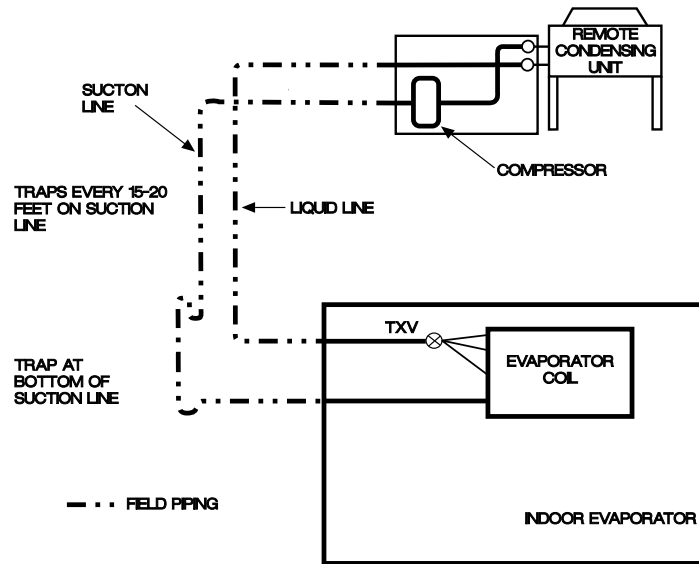 REMOTE
CONDENSING
UNIT
SUCTON
LINE
COMPRESSOR
TRAPS EVERY 15-20
FEET ON SUCTION
LINE
LIQUID LINE
TXV
EVAPORATOR
COIL
TRAP AT
BOTTOM OF
SUCTION LINE
FIELD PIPING
INDOOR EVAPORATOR